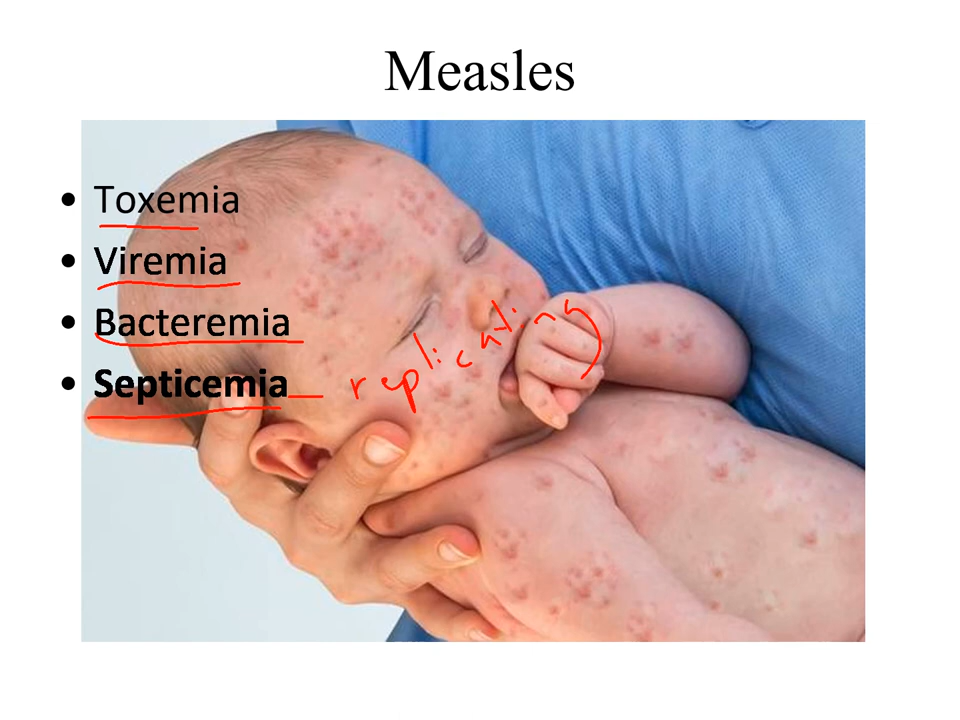 Measles
• Toxemia
• Viremia
• Bacteremia
• Septicemia
replicating